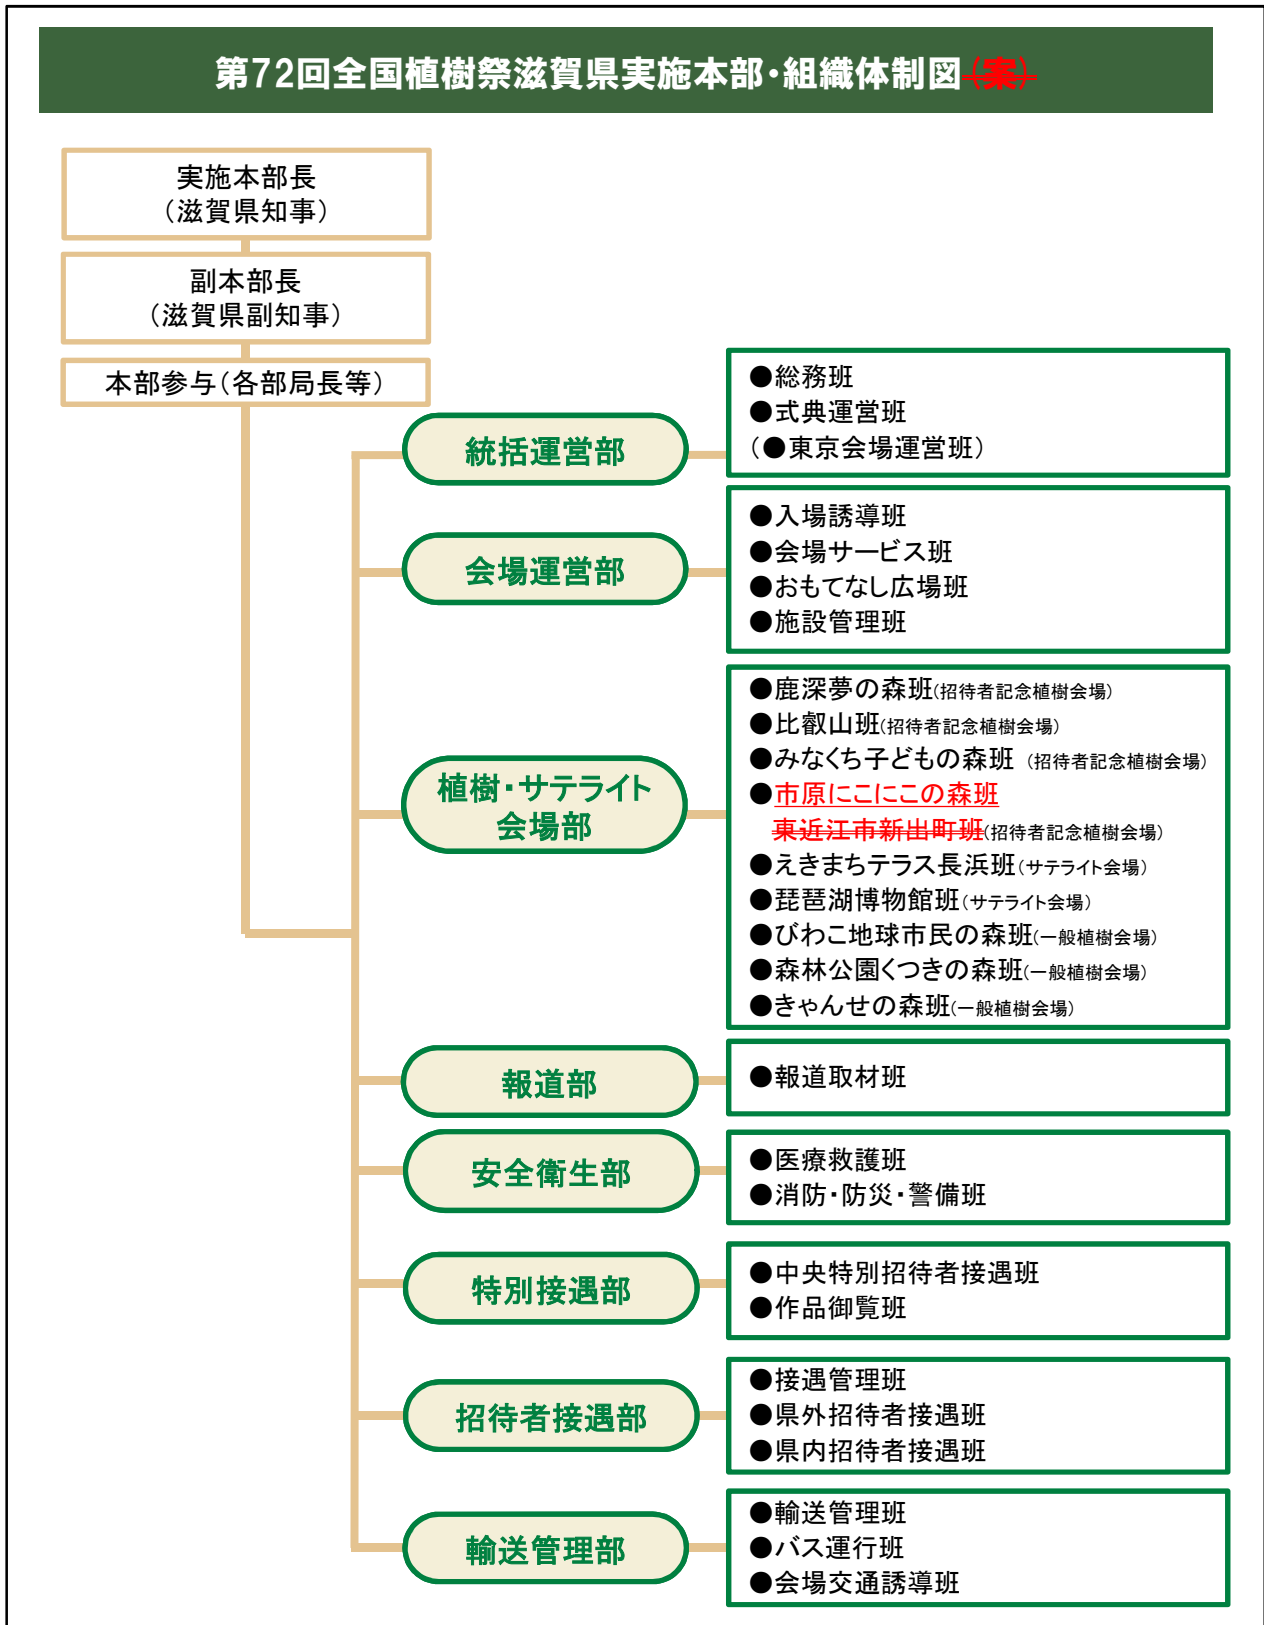 第72回全国植樹祭滋賀県実施本部・組織体制図(案)
実施本部長
(滋賀県知事)
副本部長
(滋賀県副知事)
本部参与(各部局長等)
統括運営部
●総務班
●式典運営班
(●東京会場運営班)
会場運営部
●入場誘導班
●会場サービス班
●おもてなし広場班
●施設管理班
植樹・サテライト
会場部
●鹿深夢の森班(招待者記念植樹会場)
●比叡山班(招待者記念植樹会場)
●みなくち子どもの森班 (招待者記念植樹会場)
●市原にこにこの森班
東近江市新出町班(招待者記念植樹会場)
●えきまちテラス長浜班(サテライト会場)
●琵琶湖博物館班(サテライト会場)
●びわこ地球市民の森班(一般植樹会場)
●森林公園くつきの森班(一般植樹会場)
●きゃんせの森班(一般植樹会場)
報道部
●報道取材班
安全衛生部
●医療救護班
●消防・防災・警備班
特別接遇部
●中央特別招待者接遇班
●作品御覧班
招待者接遇部
●接遇管理班
●県外招待者接遇班
●県内招待者接遇班
輸送管理部
●輸送管理班
●バス運行班
●会場交通誘導班